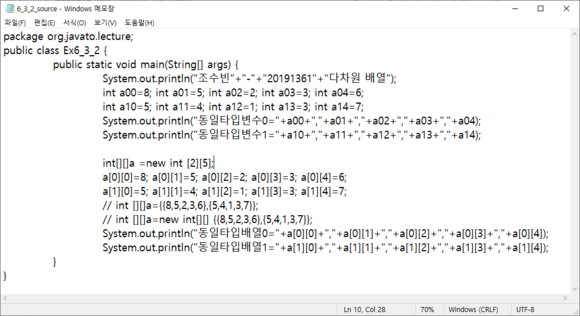 6_3_2_source - Windows 메모장
파일(F) 편집(E) 서식(O) 보기(V) 도움말(H)
package org.javato.lecture;
public class Ex6_3_2 {
public static void main(String[] args) {
System.out.println("조수빈"+"-"+"20191361"+"다차원 배열");
int a00=8; int a01=5; int a02=2; int a03=3; int a04=6;
int a10=5; int a11=4; int a12=1; int a13=3; int a14=7;
System.out.println("동일타입변수0="+a00+","+a01+","+a02+","+a03+","+a04);
System.out.println("동일타입변수1="+a10+","+a11+","+a12+","+a13+","+a14);
int[][]a =new int [2][5];
a[0][0]=8; a[0][1]=5; a[0][2]=2; a[0][3]=3; a[0][4]=6;
a[1][0]=5; a[1][1]=4; a[1][2]=1; a[1][3]=3; a[1][4]=7;
// int [][]a={{8,5,2,3,6},{5,4,1,3,7}};
// int [][]a=new int[][] {{8,5,2,3,6},{5,4,1,3,7}};
System.out.println("동일타입배열0="+a[0][0]+","+a[0][1]+","+a[0][2]+","+a[0][3]+","+a[0][4]);
System.out.println("동일타입배열1="+a[1][0]+","+a[1][1]+","+a[1][2]+","+a[1][3]+","+a[1][4]);
}
}
Ln 10, Col 28 70% Windows (CRLF) UTF-8